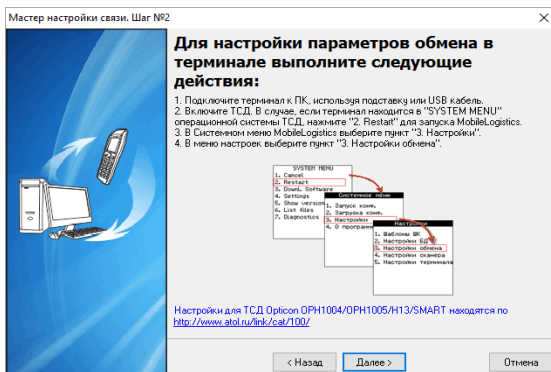 Мастер настройки связи. Шаг №2
Для настройки параметров обмена в
терминале выполните следующие
действия:
1. Подключите терминал к ПК, используя подставку или USB кабель.
2. Включите ТСД. В случае, если терминал находится в "SYSTEM MENU"
операционной системы ТСД, нажмите "2. Restart" для запуска MobileLogistics.
3. В Системном меню MobileLogistics выберите пункт "3. Настройки".
4. В меню настроек выберите пункт "3. Настройки обмена".
SYSTEM MENU
1. Cancel
2. Restart
3. Downl. Software
4. Settings
5. Show version
6. List files
7. Diagnostics
Системное меню
1. Запуск конф.
2. Загрузка конф.
3. Настройки
4. О программе
Настройки
1. Шаблоны ШК
2. Настройки БД
3. Настройки обмена
4. Настройки сканера
5. Настройки терминала
Настройки для ТСД Opticon OPH1004/OPH1005/H13/SMART находятся по
http://www.atol.ru/link/cat/100/
< Назад
Далее >
Отмена